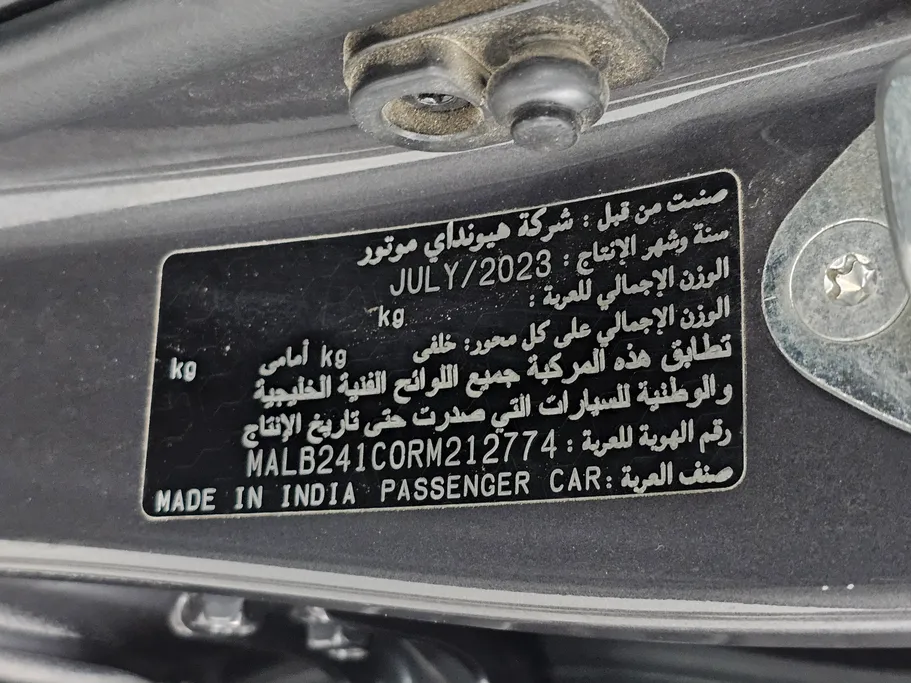 صنعت من قبل : شركة هيونداي موتور
سنة وشهر الإنتاج : JULY/2023
الوزن الإجمالي للعربة :
kg
الوزن الإجمالي على كل محور: خلفى kg أمامى kg
تطابق هذه المركبة جميع اللوائح الفنية الخليجية
والوطنية للسيارات التي صدرت حتى تاريخ الإنتاج
رقم الهوية للعربة : MALB241CORM212774
صنف العربة : PASSENGER CAR MADE IN INDIA